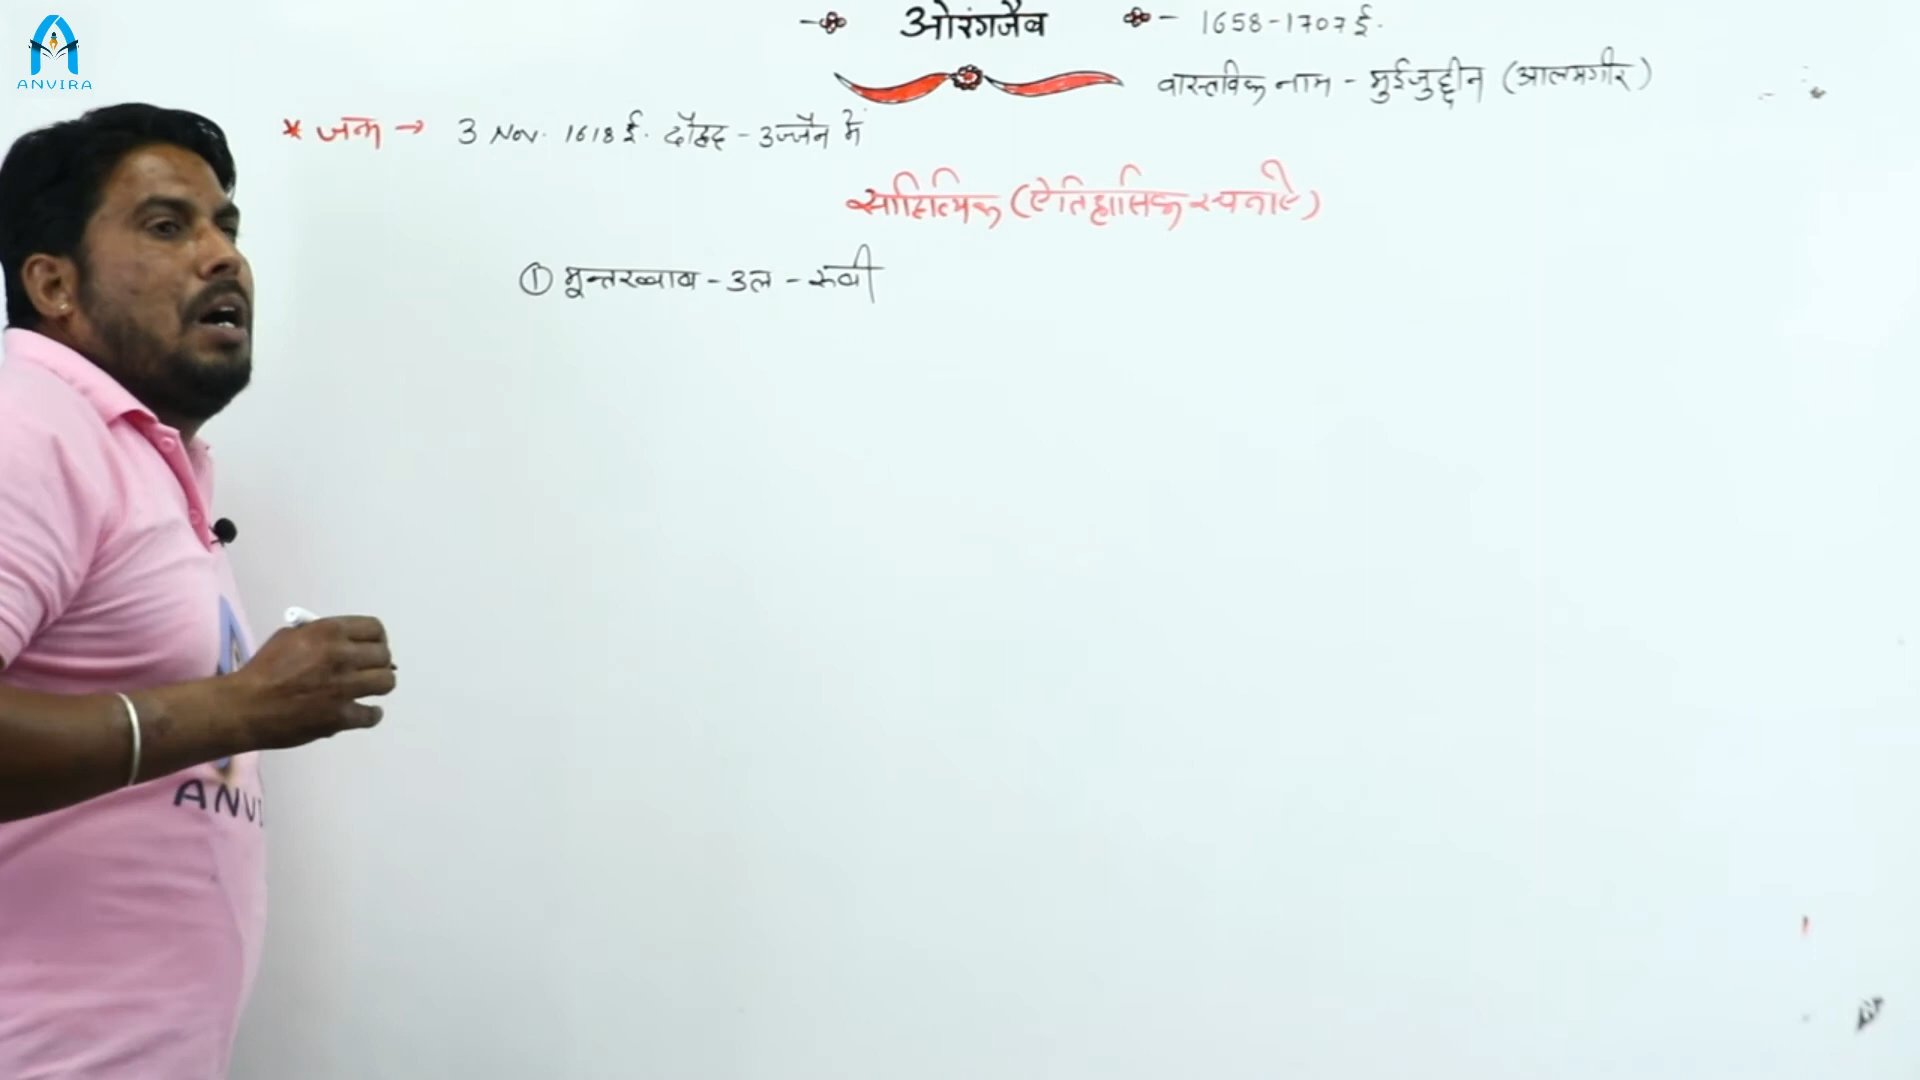 ANVIRA
औरंगजैब - 1658-1707 ई.
वास्तविक नाम - मुईजुद्दीन (आलमगीर)
* जन्म → 3 Nov. 1618 ई. दौहद - उज्जैन में
साहित्यिक (ऐतिहासिक रचनाऐ)
① मून्तख्वाब - उल - रूबी
ANVI